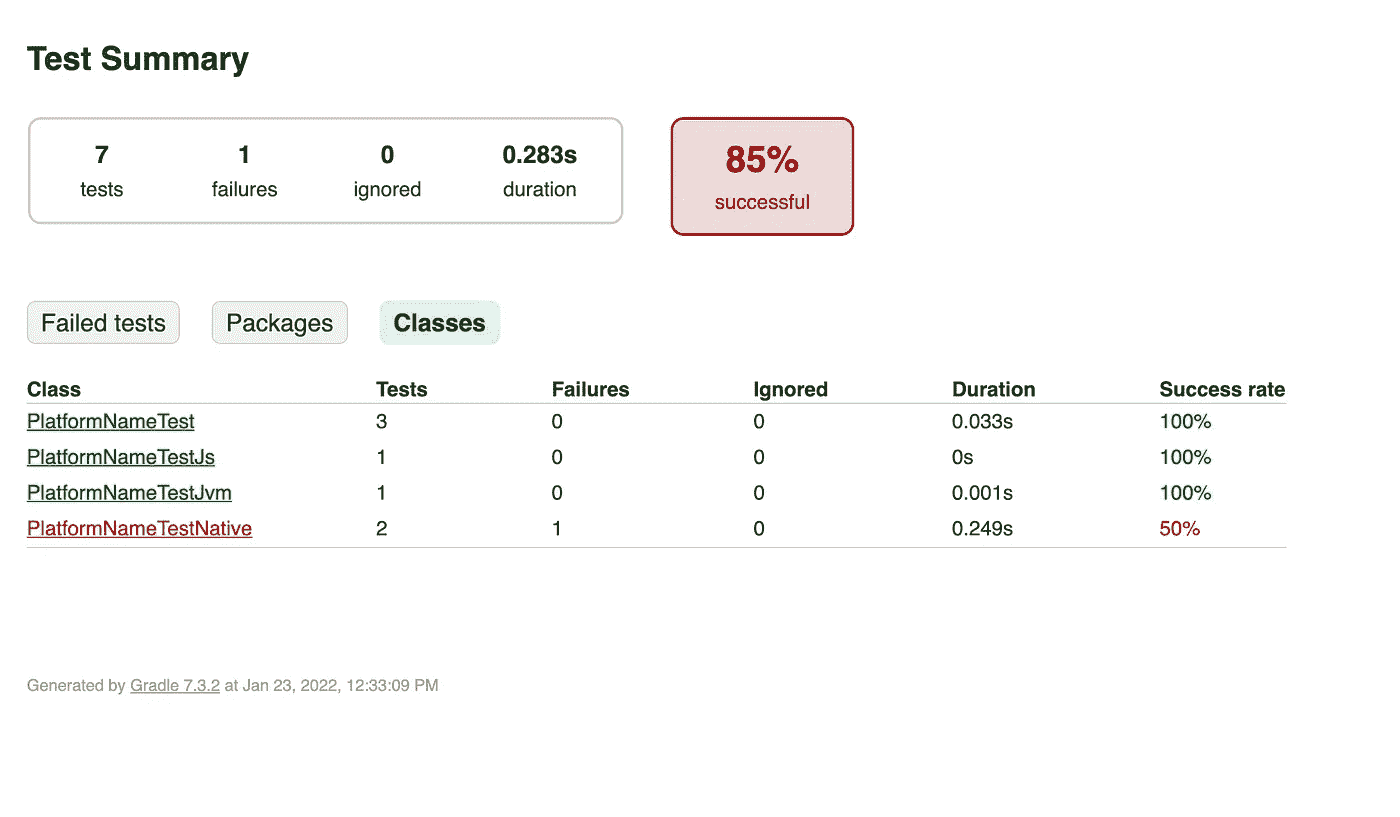 Test Summary
7 1 0 0.283s
tests failures ignored duration
85%
successful
Failed tests Packages Classes
Class Tests Failures Ignored Duration Success rate
PlatformNameTest 3 0 0 0.033s 100%
PlatformNameTestJs 1 0 0 0s 100%
PlatformNameTestJvm 1 0 0 0.001s 100%
PlatformNameTestNative 2 1 0 0.249s 50%
Generated by Gradle 7.3.2 at Jan 23, 2022, 12:33:09 PM